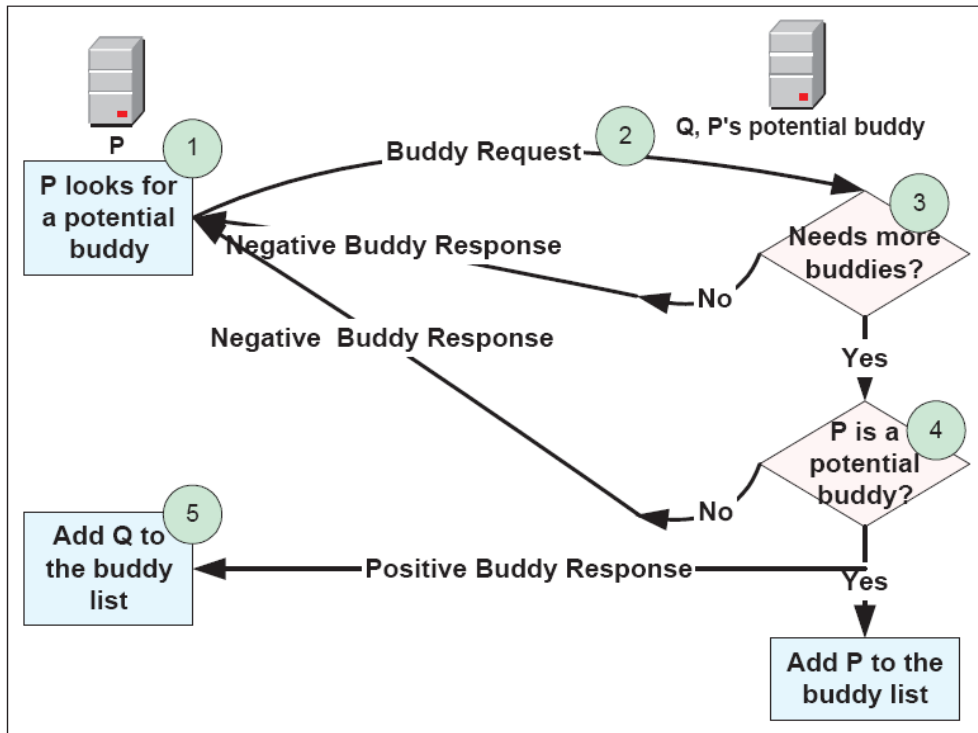 P
Q, P's potential buddy
1
2
Buddy Request
P looks for
a potential
buddy
3
Needs more
buddies?
Negative Buddy Response
No
Negative  Buddy Response
Yes
4
P is a
potential
buddy?
No
5
Add Q to
the buddy
list
Positive Buddy Response
Yes
Add P to the
buddy list